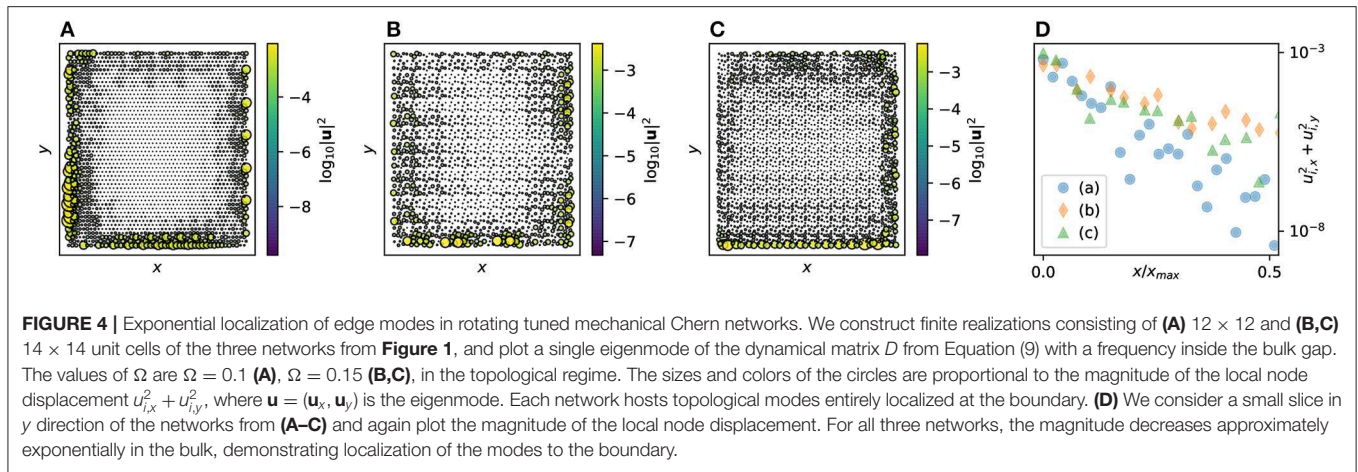 A
B
C
D
y
x
−4
−6
−8
log10|u|²
y
x
−3
−4
−5
−6
−7
log10|u|²
y
x
−3
−4
−5
−6
−7
log10|u|²
(a)
(b)
(c)
0.0
x/xmax
0.5
10⁻³
10⁻⁸
u²i,x + u²i,y
FIGURE 4 | Exponential localization of edge modes in rotating tuned mechanical Chern networks. We construct finite realizations consisting of (A) 12 × 12 and (B,C)
14 × 14 unit cells of the three networks from Figure 1, and plot a single eigenmode of the dynamical matrix D from Equation (9) with a frequency inside the bulk gap.
The values of Ω are Ω = 0.1 (A), Ω = 0.15 (B,C), in the topological regime. The sizes and colors of the circles are proportional to the magnitude of the local node
displacement u²i,x + u²i,y, where u = (ux, uy) is the eigenmode. Each network hosts topological modes entirely localized at the boundary. (D) We consider a small slice in
y direction of the networks from (A–C) and again plot the magnitude of the local node displacement. For all three networks, the magnitude decreases approximately
exponentially in the bulk, demonstrating localization of the modes to the boundary.